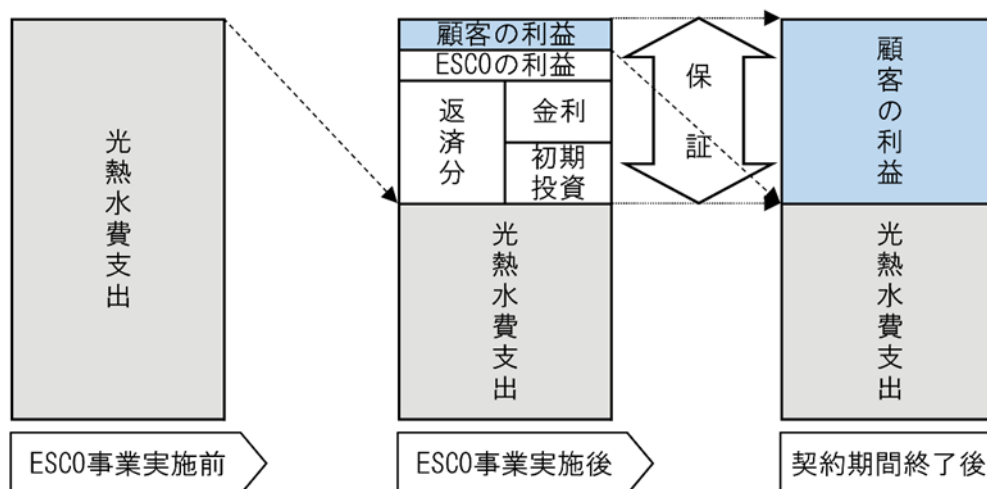 光熱水費支出
顧客の利益
ESCOの利益
返済分
金利
初期
投資
光熱水費支出
保証
顧客の利益
光熱水費支出
ESCO事業実施前
ESCO事業実施後
契約期間終了後